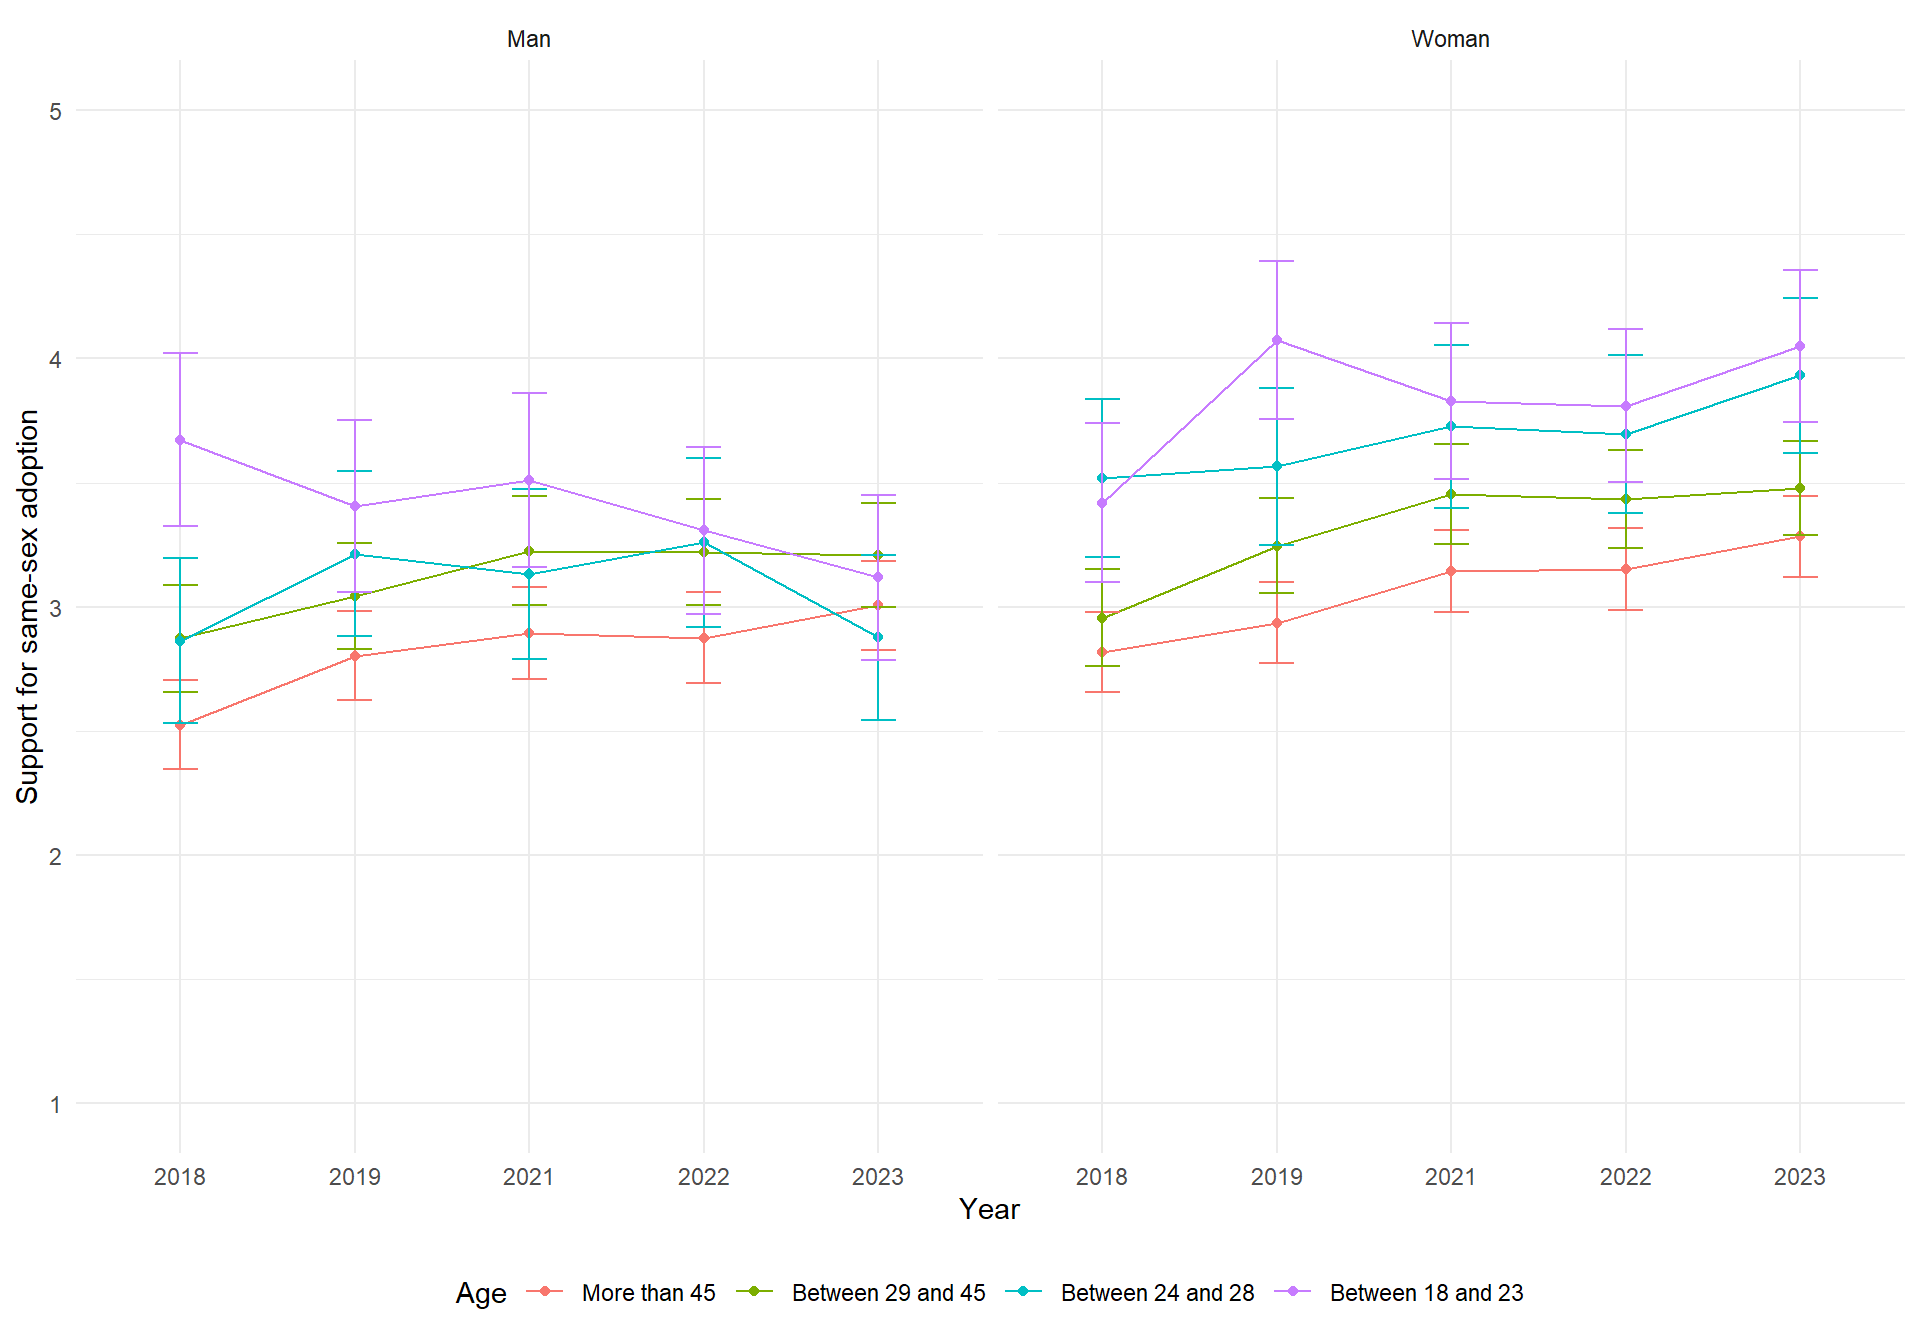 Man
Woman
5
4
3
2
1
Support for same-sex adoption
2018 2019 2021 2022 2023
2018 2019 2021 2022 2023
Year
Age More than 45 Between 29 and 45 Between 24 and 28 Between 18 and 23